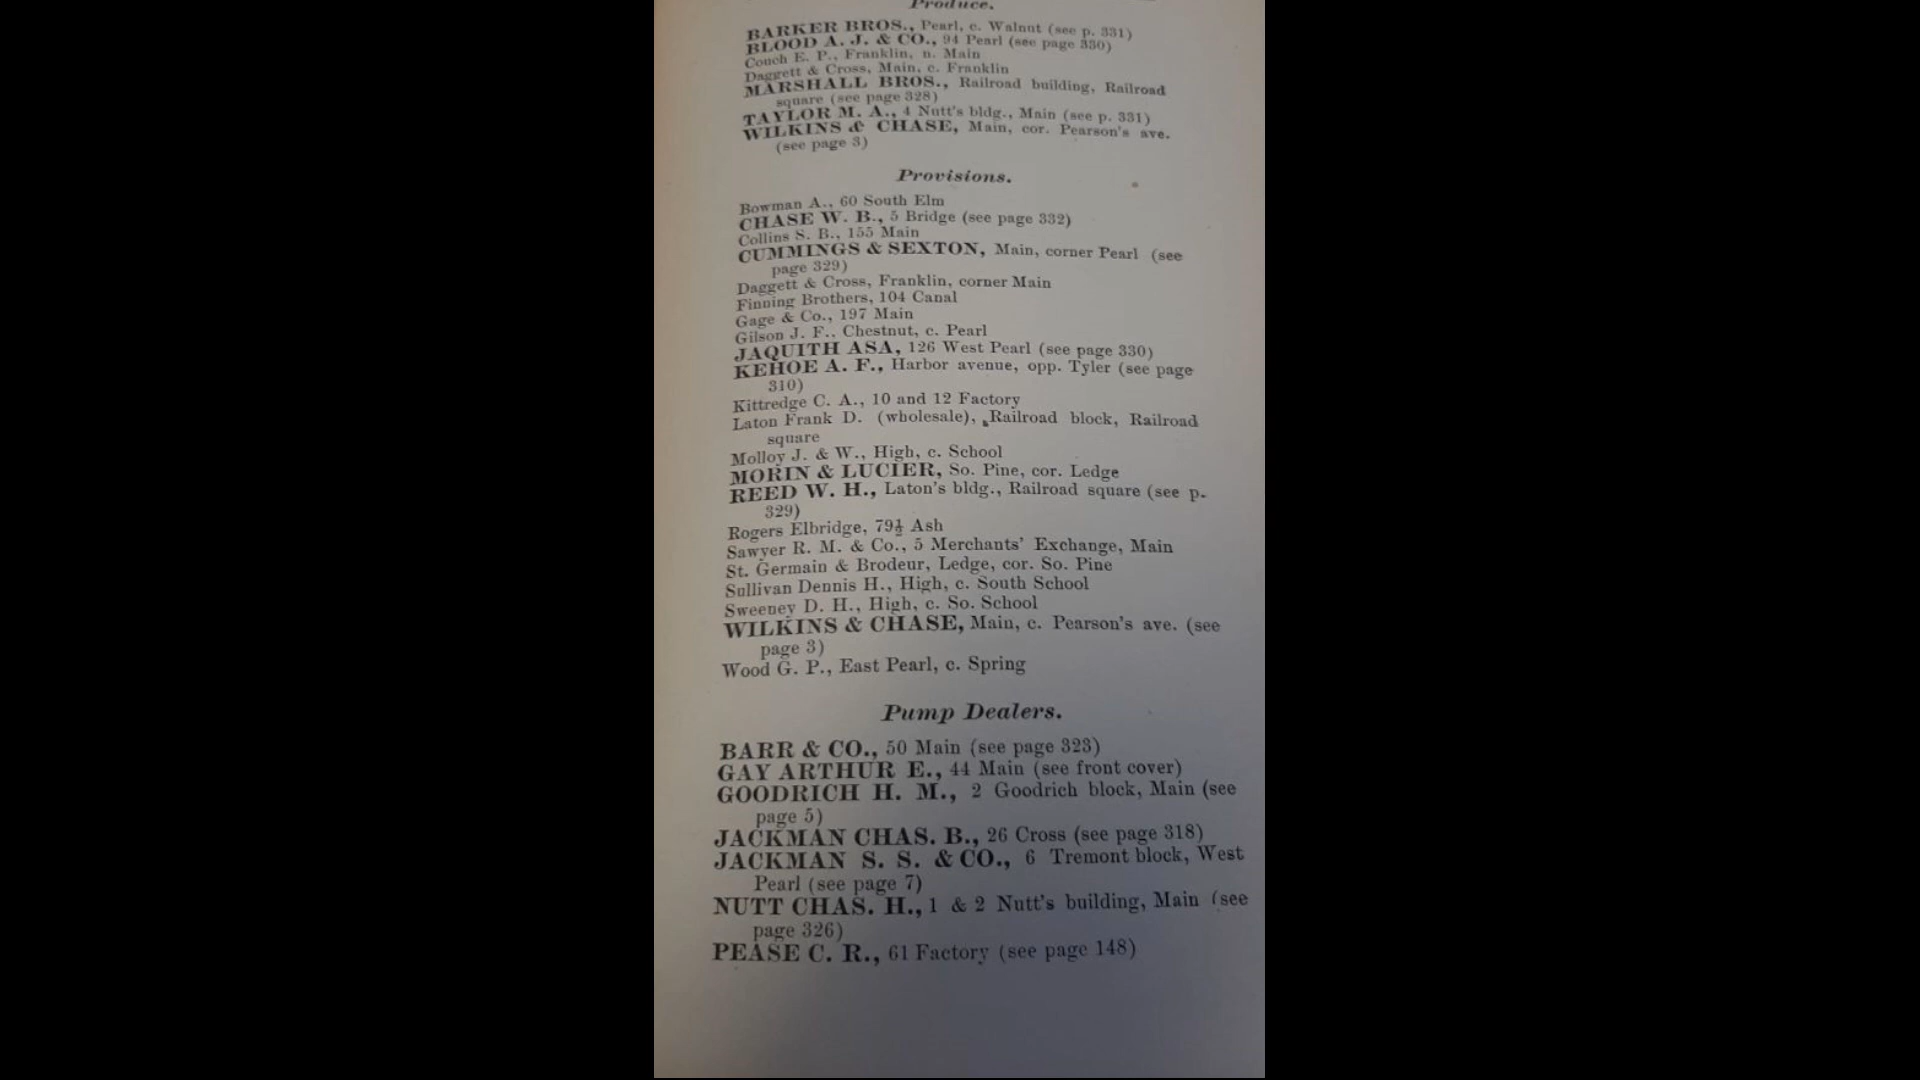 Produce.
BARKER BROS., Pearl, c. Walnut (see p. 331)
BLOOD A. J. & CO., 94 Pearl (see page 330)
Couch E. P., Franklin, n. Main
Daggett & Cross, Main, c. Franklin
MARSHALL BROS., Railroad building, Railroad
square (see page 328)
TAYLOR M. A., 4 Nutt's bldg., Main (see p. 331)
WILKINS & CHASE, Main, cor. Pearson's ave.
(see page 3)
Provisions.
Bowman A., 60 South Elm
CHASE W. B., 5 Bridge (see page 332)
Collins S. B., 155 Main
CUMMINGS & SEXTON, Main, corner Pearl (see
page 329)
Daggett & Cross, Franklin, corner Main
Finning Brothers, 104 Canal
Gage & Co., 197 Main
Gilson J. F., Chestnut, c. Pearl
JAQUITH ASA, 126 West Pearl (see page 330)
KEHOE A. F., Harbor avenue, opp. Tyler (see page
310)
Kittredge C. A., 10 and 12 Factory
Laton Frank D. (wholesale), Railroad block, Railroad
square
Molloy J. & W., High, c. School
MORIN & LUCIER, So. Pine, cor. Ledge
REED W. H., Laton's bldg., Railroad square (see p.
329)
Rogers Elbridge, 79½ Ash
Sawyer R. M. & Co., 5 Merchants' Exchange, Main
St. Germain & Brodeur, Ledge, cor. So. Pine
Sullivan Dennis H., High, c. South School
Sweeney D. H., High, c. So. School
WILKINS & CHASE, Main, c. Pearson's ave. (see
page 3)
Wood G. P., East Pearl, c. Spring
Pump Dealers.
BARR & CO., 50 Main (see page 323)
GAY ARTHUR E., 44 Main (see front cover)
GOODRICH H. M., 2 Goodrich block, Main (see
page 5)
JACKMAN CHAS. B., 26 Cross (see page 318)
JACKMAN S. S. & CO., 6 Tremont block, West
Pearl (see page 7)
NUTT CHAS. H., 1 & 2 Nutt's building, Main (see
page 326)
PEASE C. R., 61 Factory (see page 148)